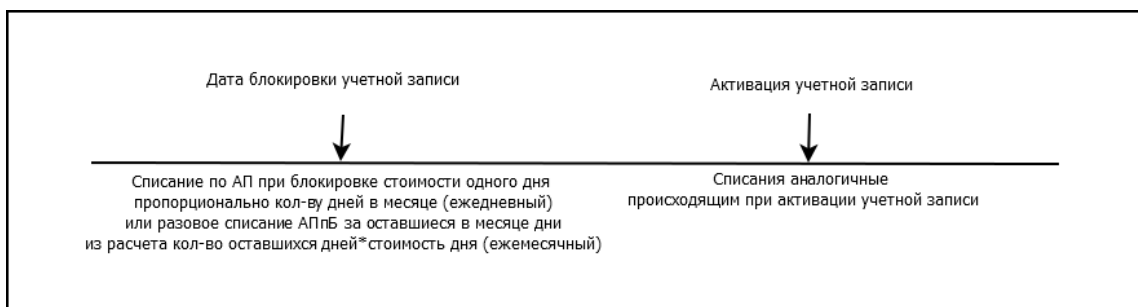 Дата блокировки учетной записи
Активация учетной записи
Списание по АП при блокировке стоимости одного дня
пропорционально кол-ву дней в месяце (ежедневный)
или разовое списание АПпБ за оставшиеся в месяце дни
из расчета кол-во оставшихся дней*стоимость дня (ежемесячный)
Списания аналогичные
происходящим при активации учетной записи